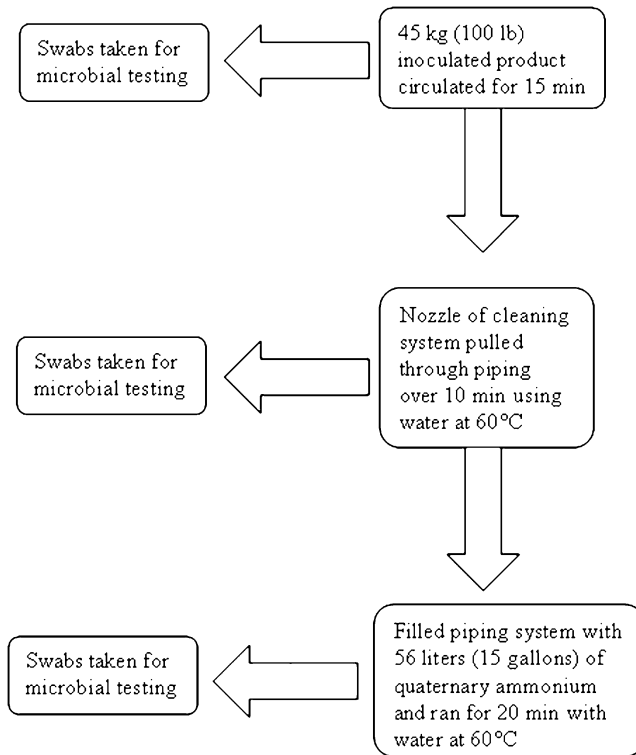 Swabs taken for
microbial testing
45 kg (100 lb)
inoculated product
circulated for 15 min
Swabs taken for
microbial testing
Nozzle of cleaning
system pulled
through piping
over 10 min using
water at 60°C
Swabs taken for
microbial testing
Filled piping system with
56 liters (15 gallons) of
quaternary ammonium
and ran for 20 min with
water at 60°C